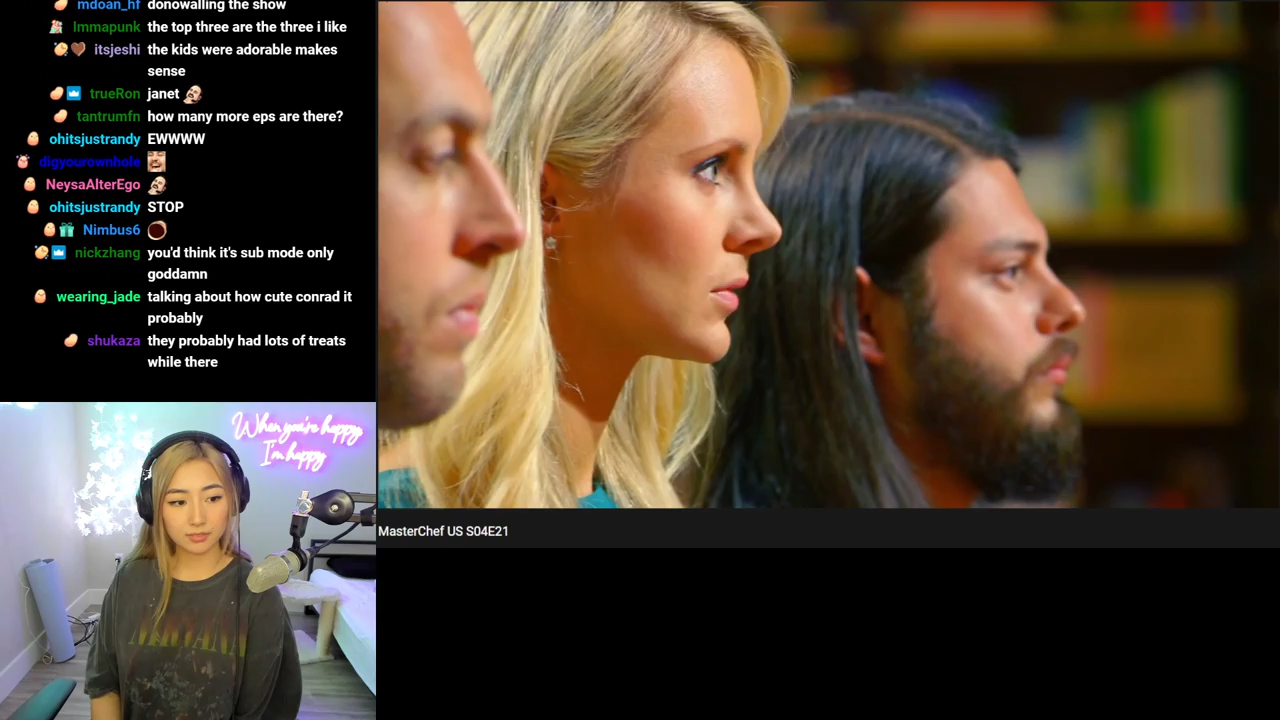 mdoan_hf donowalling the show
Immapunk the top three are the three i like
itsjeshi the kids were adorable makes
sense
trueRon janet
tantrumfn how many more eps are there?
ohitsjustrandy EWWWW
digyourownhole
NeysaAlterEgo
ohitsjustrandy STOP
Nimbus6
nickzhang you'd think it's sub mode only
goddamn
wearing_jade talking about how cute conrad it
probably
shukaza they probably had lots of treats
while there
When you're happy
I'm happy
NIRVANA
MasterChef US S04E21